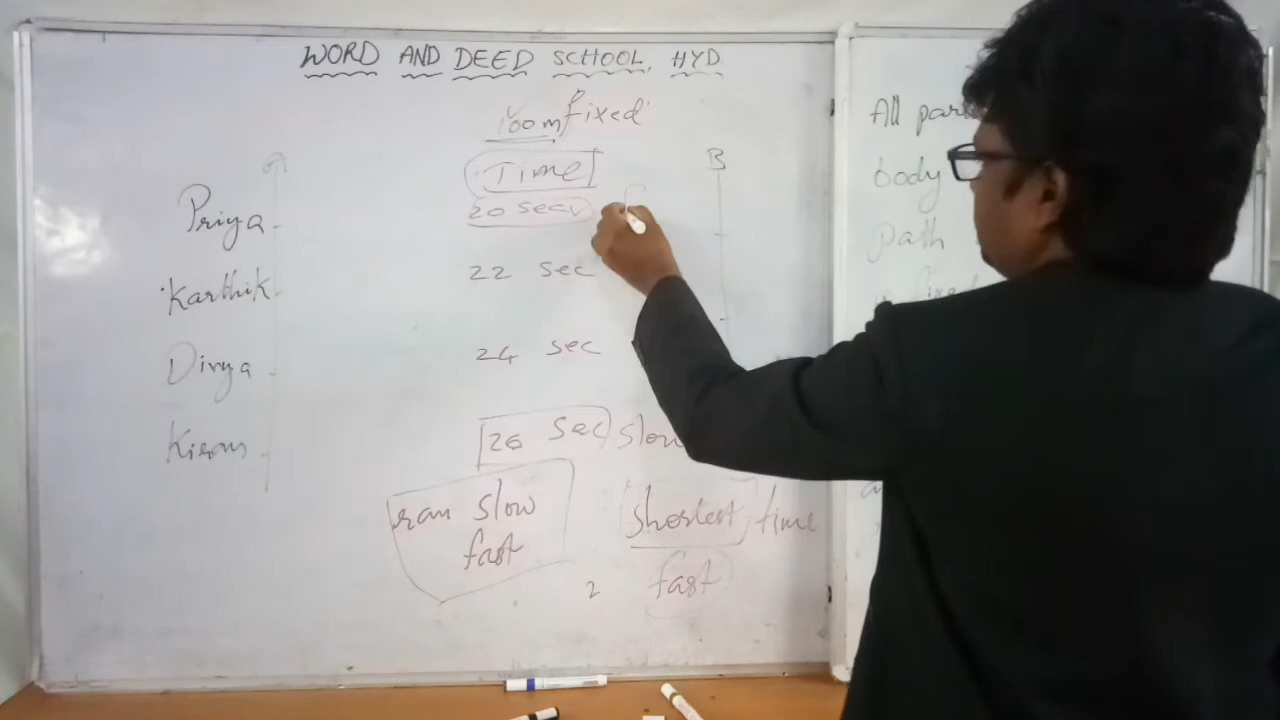 WORD AND DEED SCHOOL, HYD
100m fixed
Time
B
Priya 20 sec
Karthik 22 sec
Divya 24 sec
Kiran 26 sec slow
ran slow
fast
shortest time
fast
2
All par
body
path